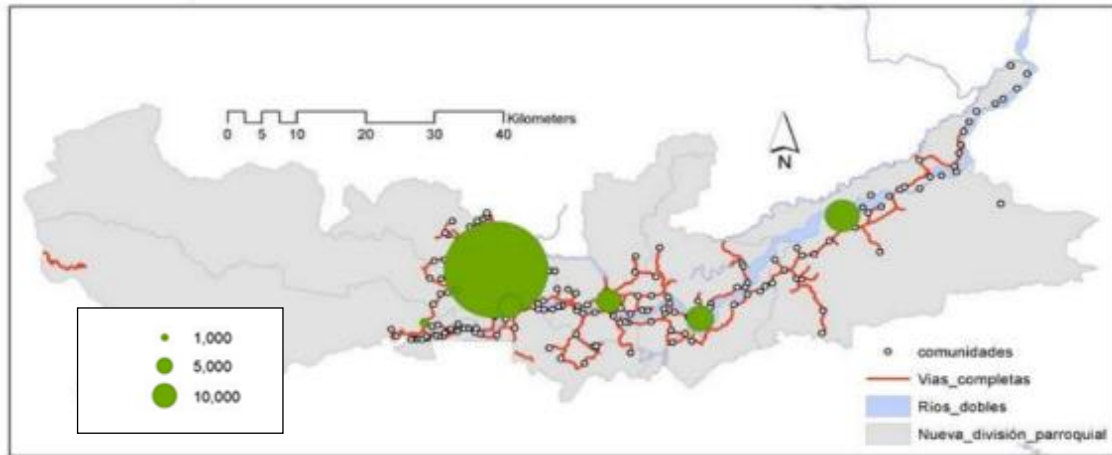 Kilometers
0 5 10 20 30 40
N
1,000
5,000
10,000
comunidades
Vias_completas
Rios_dobles
Nueva_división_parroquial